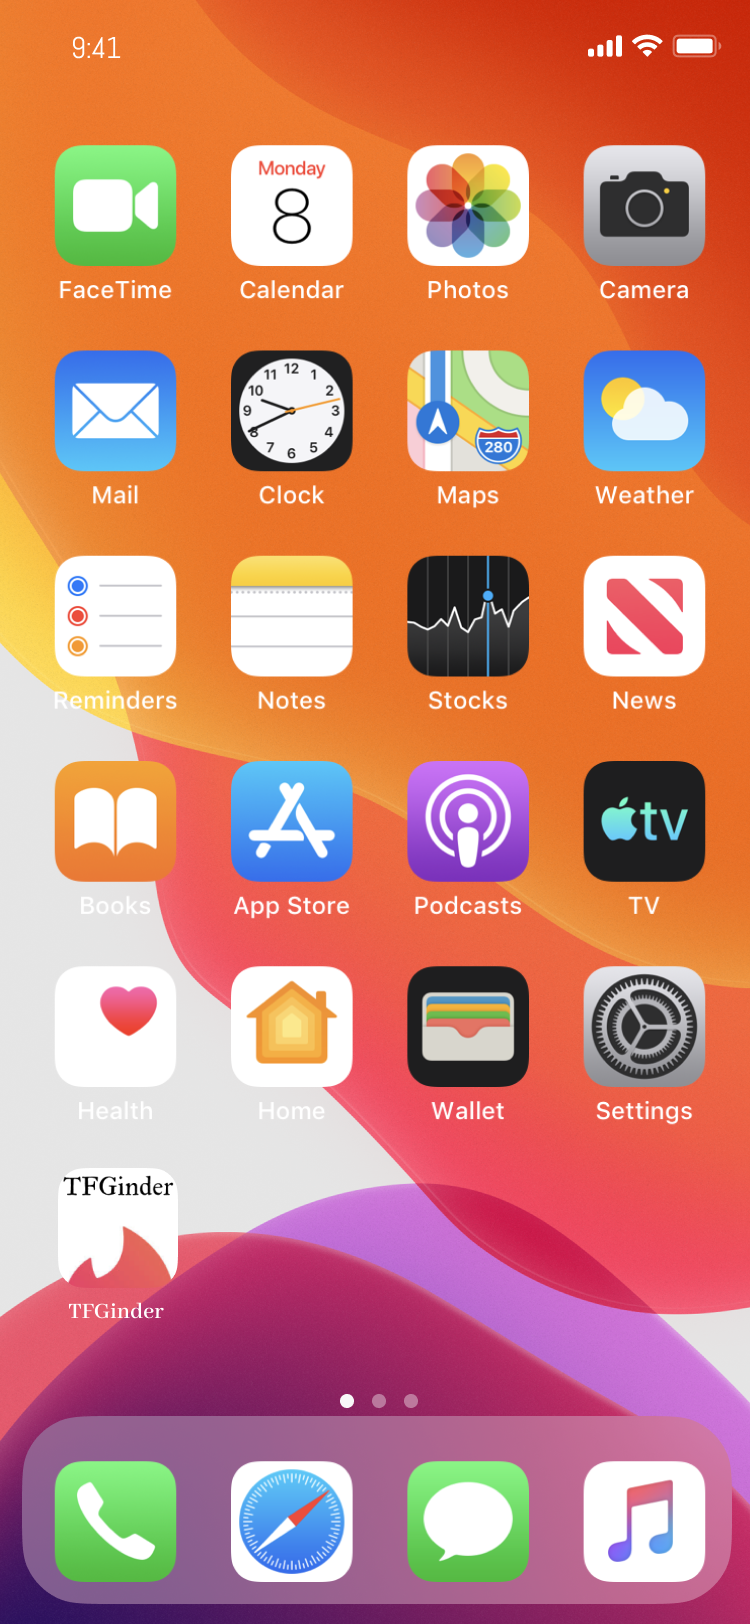 9:41
Monday
8
FaceTime
Calendar
Photos
Camera
12
11
1
10
2
9
3
8
4
7
5
6
280
Mail
Clock
Maps
Weather
Reminders
Notes
Stocks
News
tv
Books
App Store
Podcasts
TV
Health
Home
Wallet
Settings
TFGinder
TFGinder